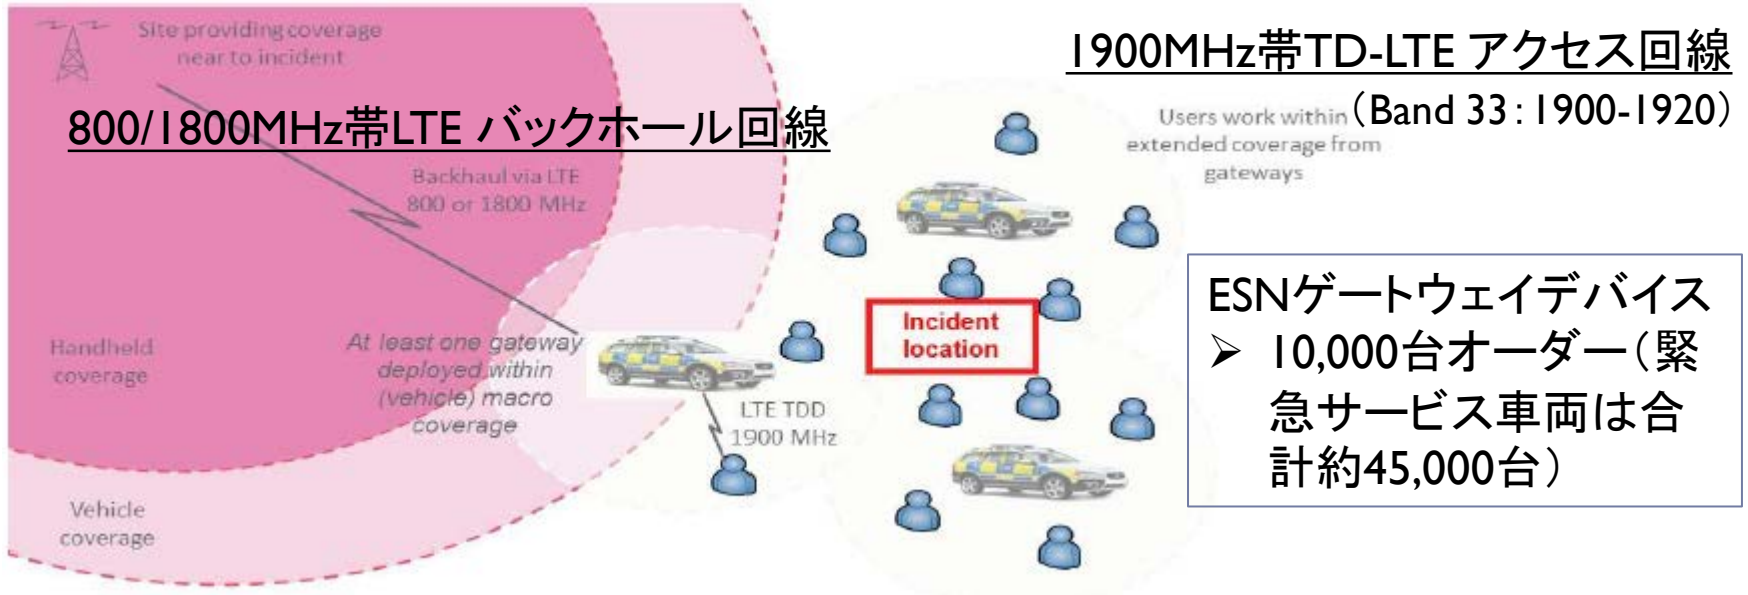 Site providing coverage
near to incident
1900MHz帯TD-LTE アクセス回線
（Band 33：1900-1920）
800/1800MHz帯LTE バックホール回線
Users work within
extended coverage from
gateways
Backhaul via LTE
800 or 1800 MHz
ESNゲートウェイデバイス
➢ 10,000台オーダー（緊
急サービス車両は合
計約45,000台）
Incident
location
Handheld
coverage
At least one gateway
deployed within
(vehicle) macro
coverage
LTE TDD
1900 MHz
Vehicle
coverage